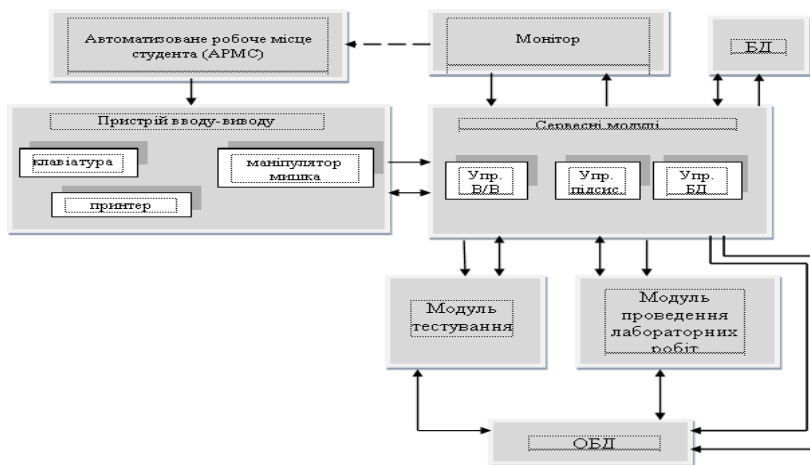 Автоматизоване робоче місце
студента (АРМС)
Монітор
БД
Пристрій вводу-виводу
клавіатура
маніпулятор
мишка
принтер
Сервесні модулі
Упр.
В/В
Упр.
підсис.
Упр.
БД
Модуль
тестування
Модуль
проведення
лабораторних
робіт
ОБД